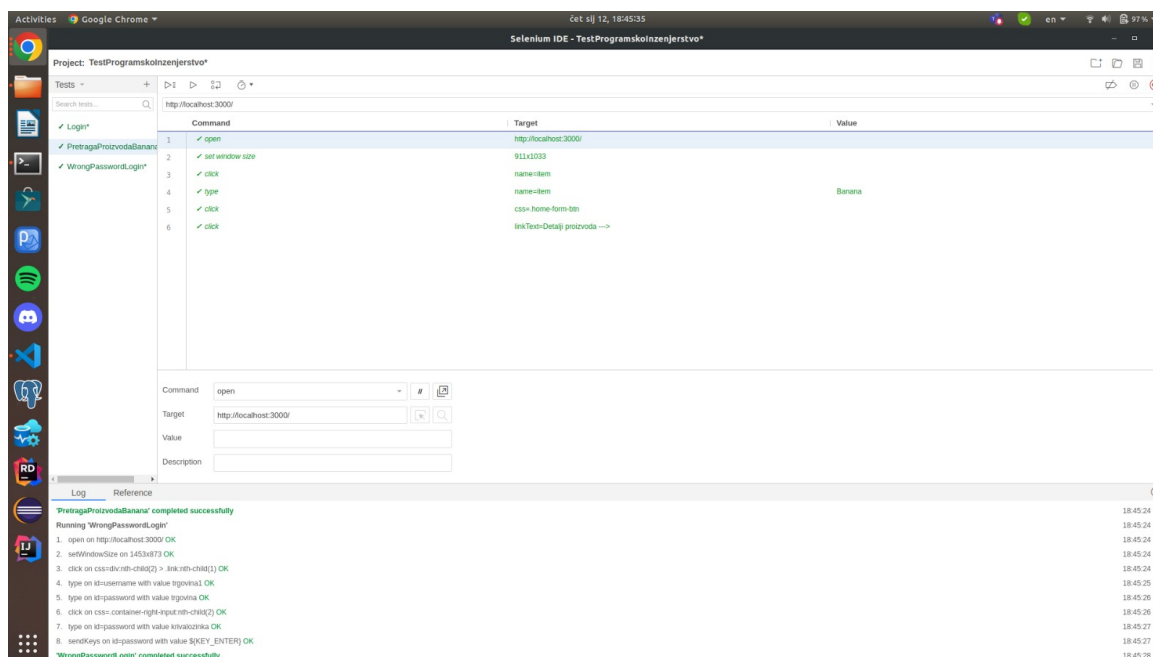 Activities Google Chrome čet sij 12, 18:45:35 en 97 %
Selenium IDE - TestProgramskoInzenjerstvo*
Project: TestProgramskoInzenjerstvo*
Tests
Search tests...
http://localhost:3000/
Command Target Value
✓ Login*
✓ PretragaProizvodaBanana
✓ WrongPasswordLogin*
1 ✓ open http://localhost:3000/
2 ✓ set window size 911x1033
3 ✓ click name=item
4 ✓ type name=item Banana
5 ✓ click css=.home-form-btn
6 ✓ click linkText=Detalji proizvoda --->
Command open //
Target http://localhost:3000/
Value
Description
Log Reference
'PretragaProizvodaBanana' completed successfully 18:45:24
Running 'WrongPasswordLogin' 18:45:24
1. open on http://localhost:3000/ OK 18:45:24
2. setWindowSize on 1453x873 OK 18:45:24
3. click on css=div:nth-child(2) > .link:nth-child(1) OK 18:45:24
4. type on id=username with value trgovina1 OK 18:45:25
5. type on id=password with value trgovina OK 18:45:26
6. click on css=.container-right-input:nth-child(2) OK 18:45:26
7. type on id=password with value krivalozinka OK 18:45:27
8. sendKeys on id=password with value ${KEY_ENTER} OK 18:45:27
'WrongPasswordLogin' completed successfully 18:45:28